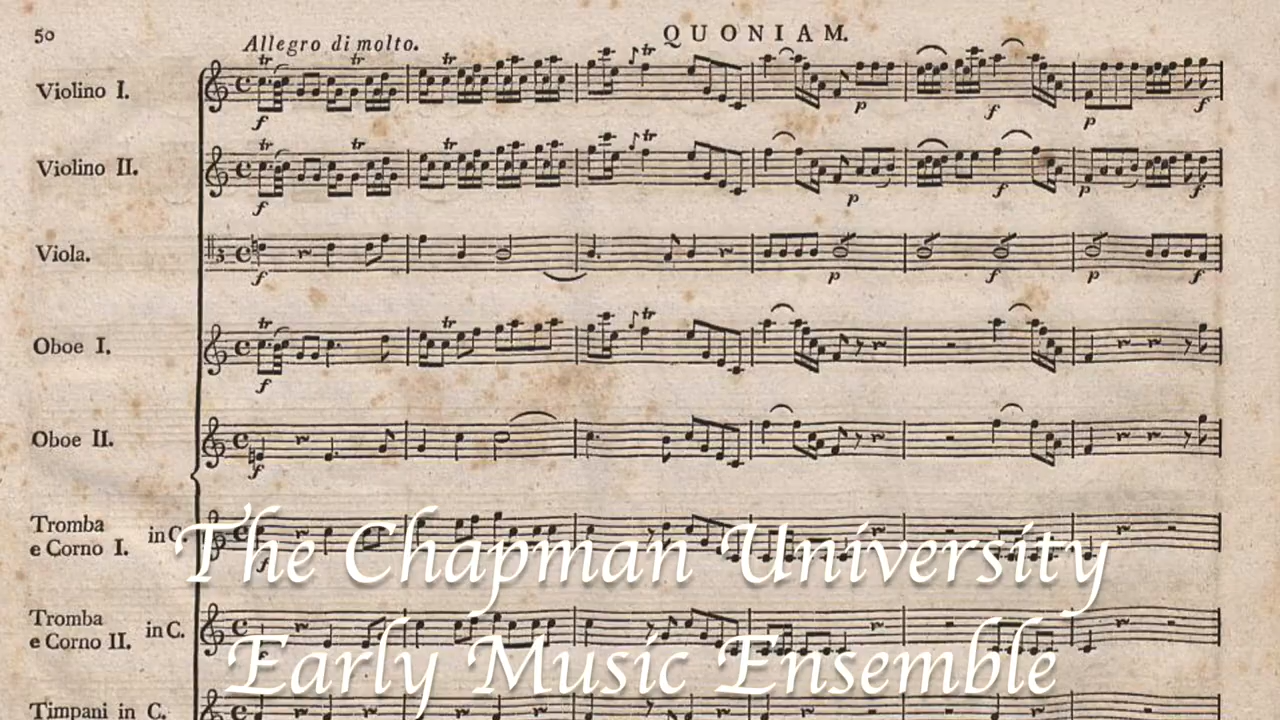 50
Allegro di molto.
QUONIAM.
Violino I.
Violino II.
Viola.
Oboe I.
Oboe II.
Tromba
e Corno I. in C.
Tromba
e Corno II. in C.
Timpani in C.
The Chapman University
Early Music Ensemble